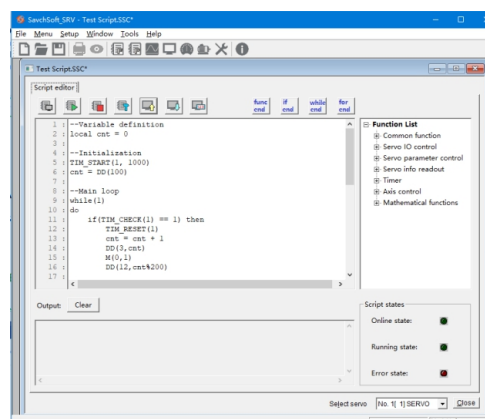 SavchSoft_SRV - Test Script.SSC*
File Menu Setup Window Tools Help
Test Script.SSC*
Script editor
func end if end while end for end
1 : --Variable definition
2 : local cnt = 0
3 :
4 : --Initialization
5 : TIM_START(1, 1000)
6 : cnt = DD(100)
7 :
8 : --Main loop
9 : while(1)
10 : do
11 : if(TIM_CHECK(1) == 1) then
12 : TIM_RESET(1)
13 : cnt = cnt + 1
14 : DD(3,cnt)
15 : M(0,1)
16 : DD(12,cnt%200)
17 :
Function List
Common function
Servo IO control
Servo parameter control
Servo info readout
Timer
Axis control
Mathematical functions
Output: Clear
Script states
Online state:
Running state:
Error state:
Select servo No. 1[ 1] SERVO Close